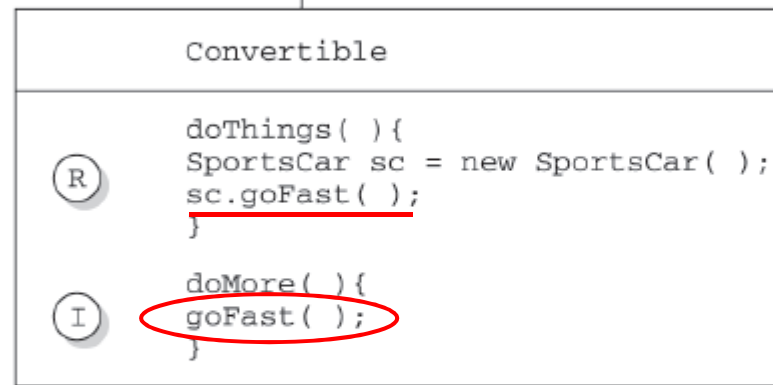 Convertible
doThings( ){
R SportsCar sc = new SportsCar( );
sc.goFast( );
}
doMore( ){
I goFast( );
}